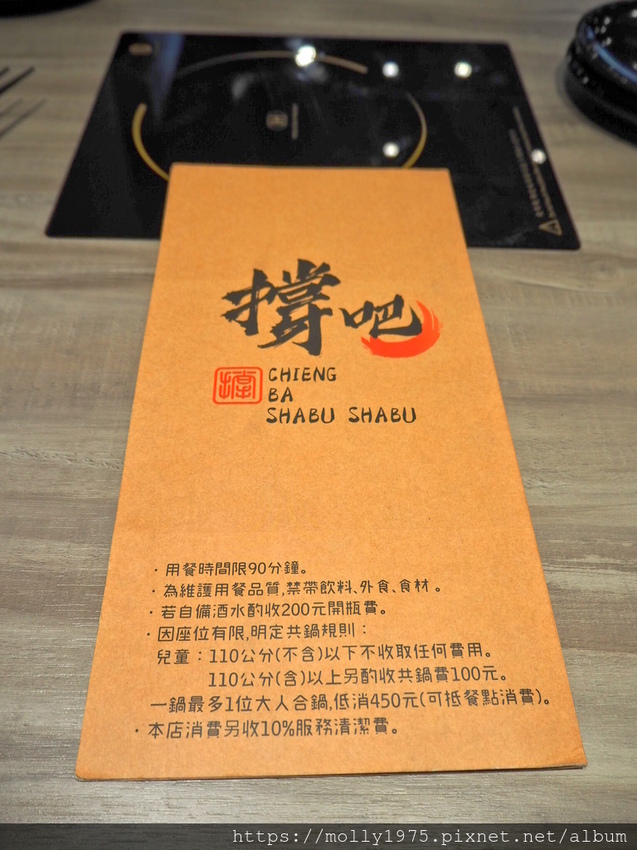 撐吧
撐
CHIENG
BA
SHABU SHABU
·用餐時間限90分鐘。
·為維護用餐品質,禁帶飲料、外食、食材。
·若自備酒水酌收200元開瓶費。
·因座位有限,明定共鍋規則：
兒童：110公分(不含)以下不收取任何費用。
110公分(含)以上另酌收共鍋費100元。
一鍋最多1位大人合鍋,低消450元(可抵餐點消費)。
·本店消費另收10%服務清潔費。
https://molly1975.pixnet.net/album